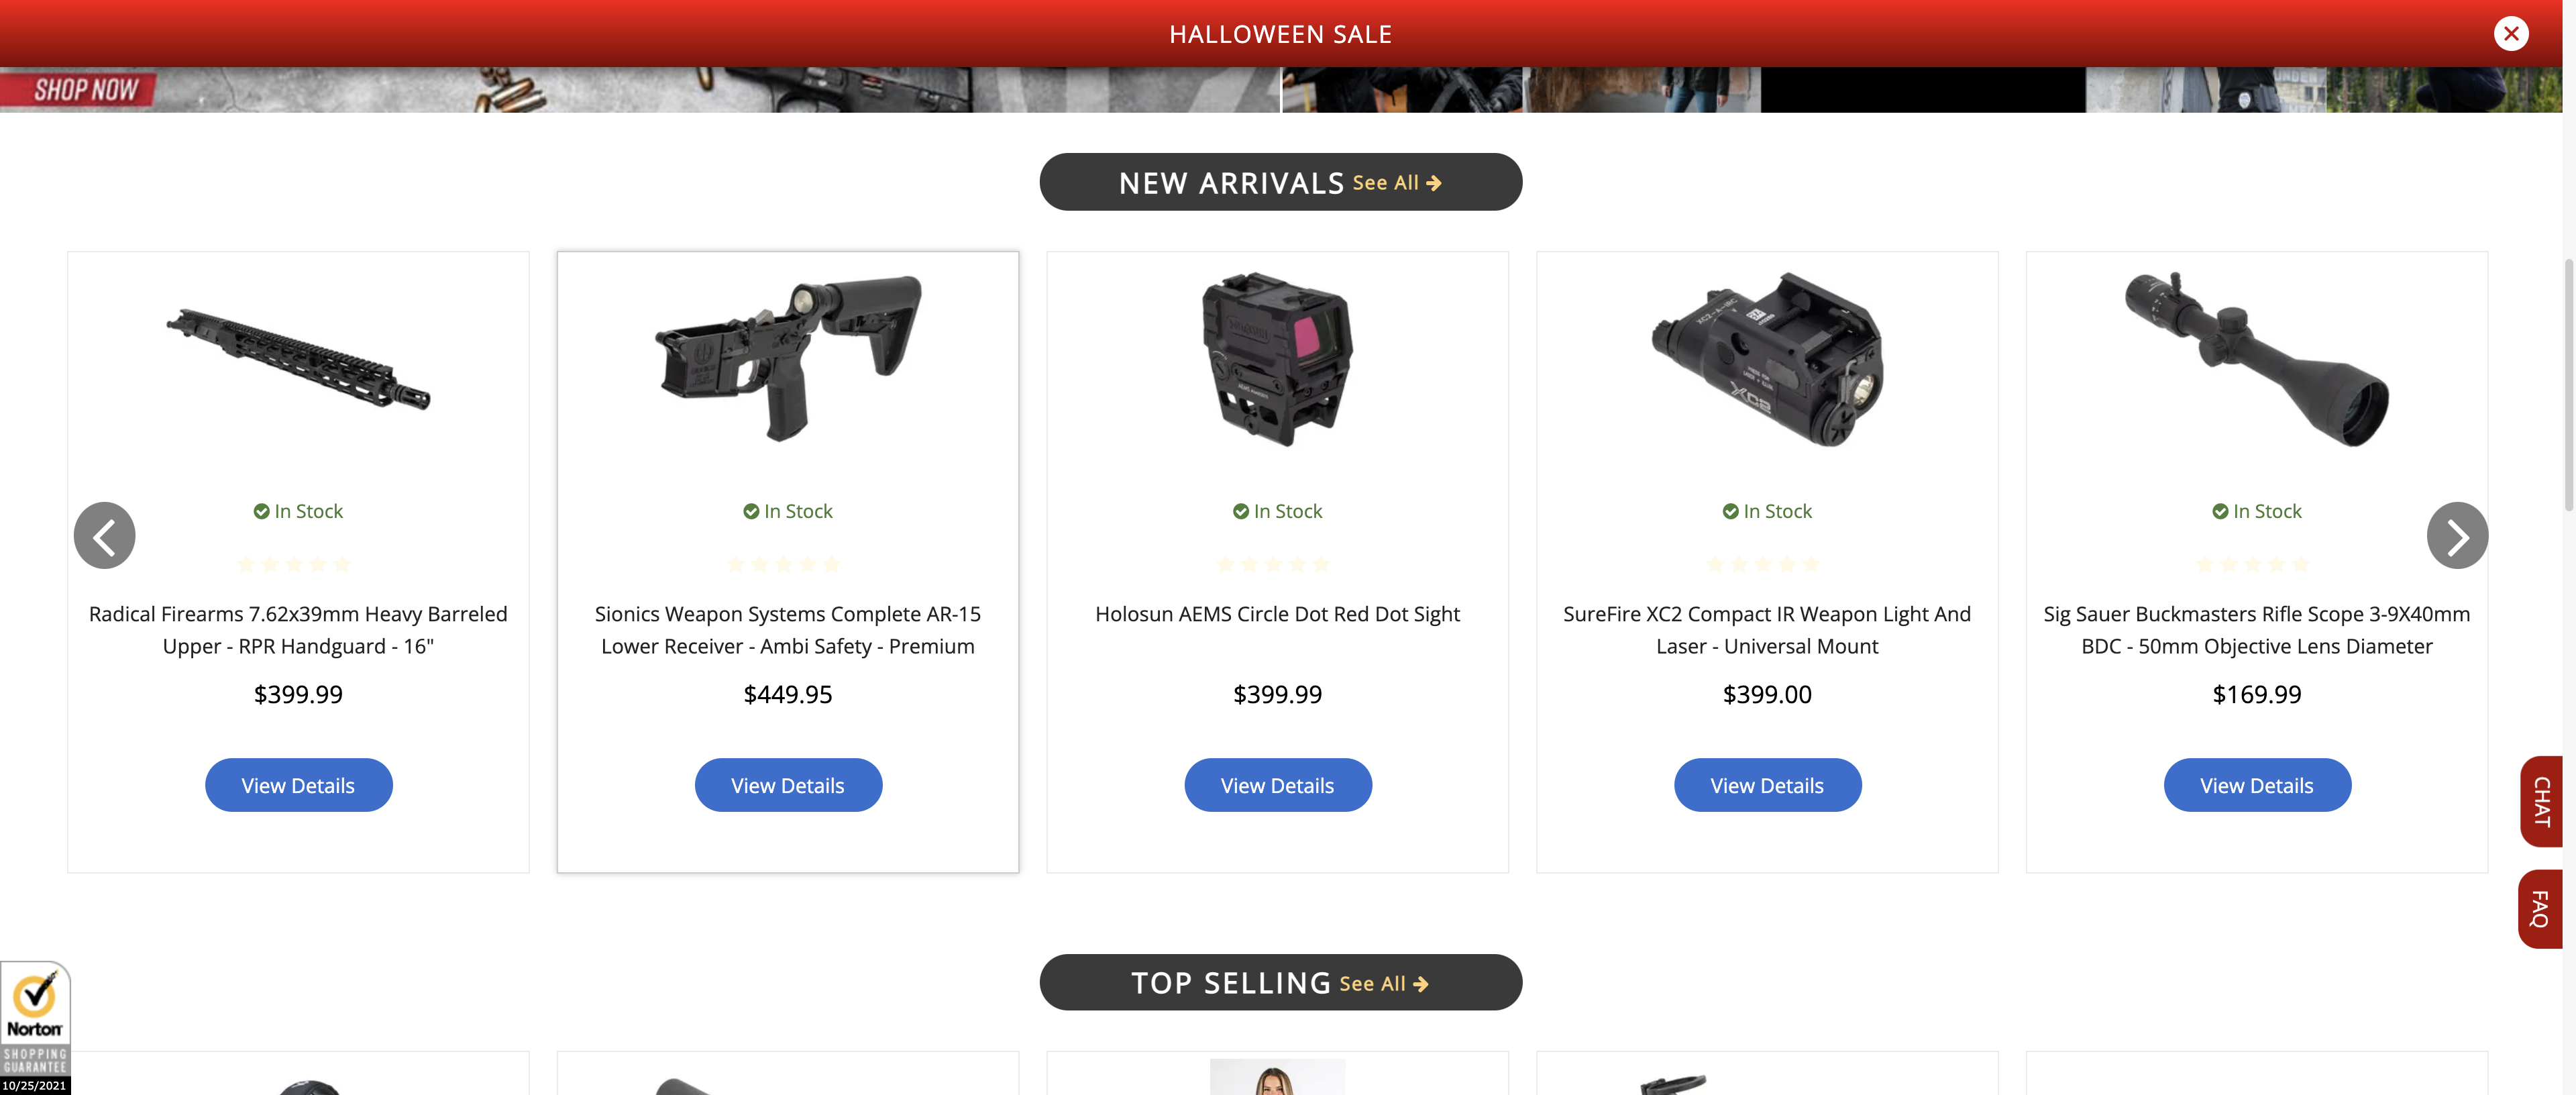 HALLOWEEN SALE
SHOP NOW
NEW ARRIVALS See All
In Stock
Radical Firearms 7.62x39mm Heavy Barreled
Upper - RPR Handguard - 16"
$399.99
View Details
In Stock
Sionics Weapon Systems Complete AR-15
Lower Receiver - Ambi Safety - Premium
$449.95
View Details
In Stock
Holosun AEMS Circle Dot Red Dot Sight
$399.99
View Details
XC2-A-IRC
XC2
In Stock
SureFire XC2 Compact IR Weapon Light And
Laser - Universal Mount
$399.00
View Details
In Stock
Sig Sauer Buckmasters Rifle Scope 3-9X40mm
BDC - 50mm Objective Lens Diameter
$169.99
View Details
CHAT
FAQ
TOP SELLING See All
Norton
SHOPPING
GUARANTEE
10/25/2021